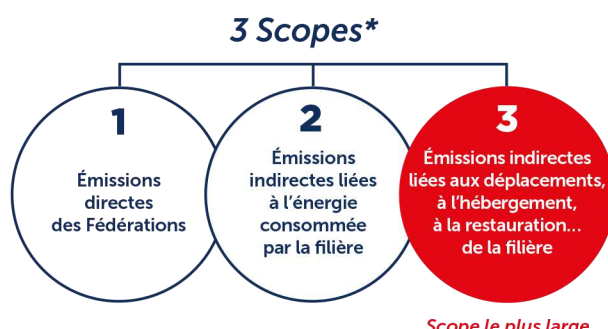 3 Scopes*
1
Émissions
directes
des Fédérations
2
Émissions
indirectes liées
à l’énergie
consommée
par la filière
3
Émissions indirectes
liées aux déplacements,
à l’hébergement,
à la restauration...
de la filière
Scope le plus large